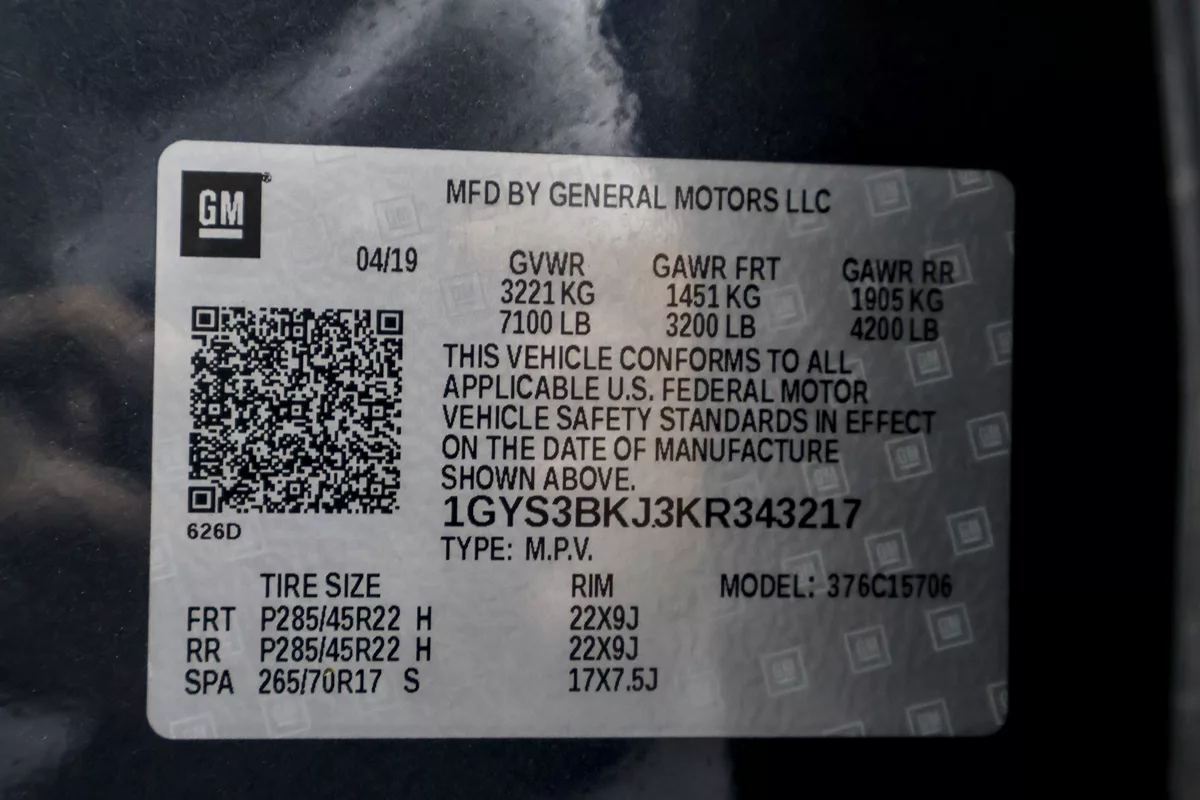 GM
MFD BY GENERAL MOTORS LLC
04/19 GVWR GAWR FRT GAWR RR
3221 KG 1451 KG 1905 KG
7100 LB 3200 LB 4200 LB
THIS VEHICLE CONFORMS TO ALL
APPLICABLE U.S. FEDERAL MOTOR
VEHICLE SAFETY STANDARDS IN EFFECT
ON THE DATE OF MANUFACTURE
SHOWN ABOVE.
1GYS3BKJ3KR343217
626D
TYPE: M.P.V.
TIRE SIZE RIM MODEL: 376C15706
FRT P285/45R22 H 22X9J
RR P285/45R22 H 22X9J
SPA 265/70R17 S 17X7.5J